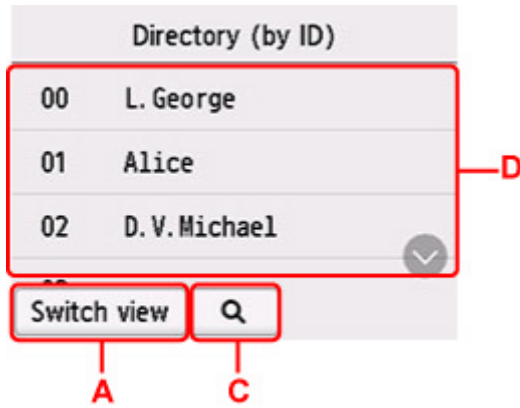 Directory (by ID)
00 L. George
01 Alice
D
02 D. V. Michael
Switch view
A
C